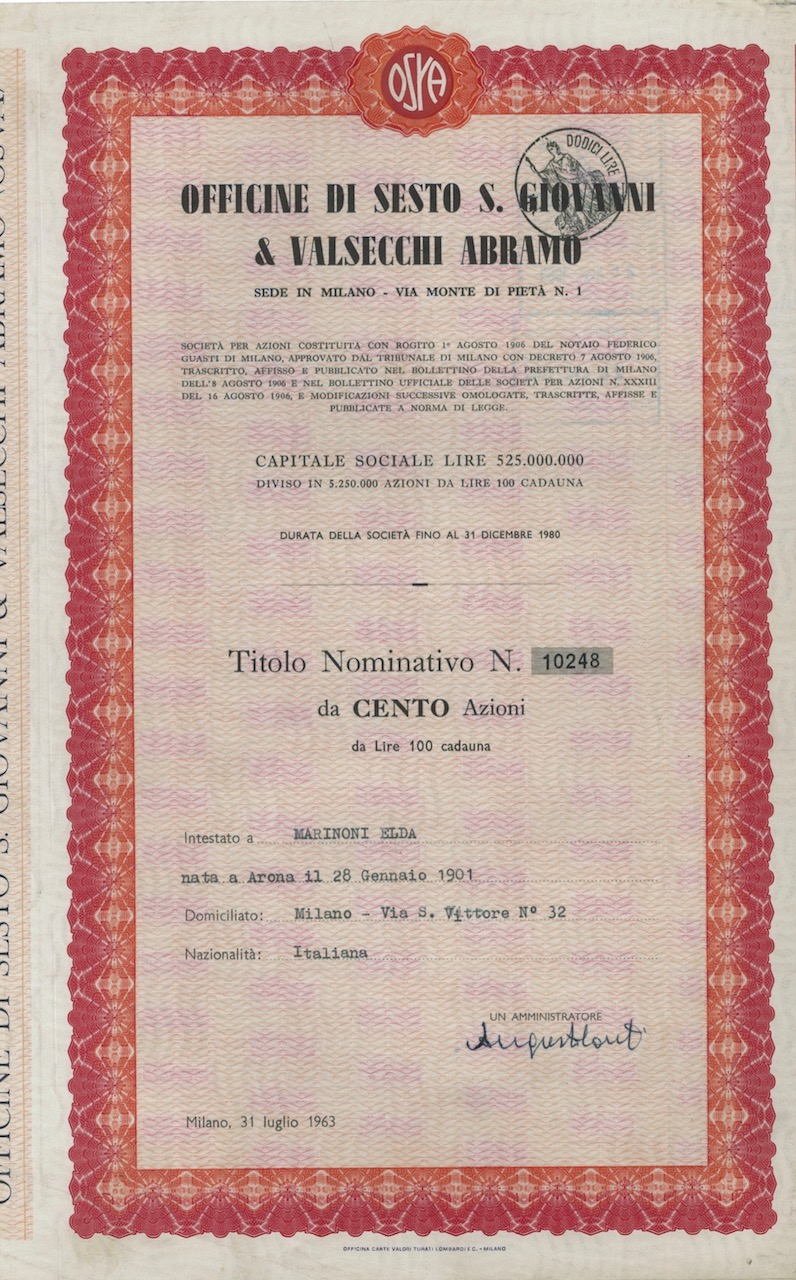 OSVA
DODICI LIRE
OFFICINE DI SESTO S. GIOVANNI
& VALSECCHI ABRAMO
SEDE IN MILANO - VIA MONTE DI PIETÀ N. 1
SOCIETÀ PER AZIONI COSTITUITA CON ROGITO 1° AGOSTO 1906 DEL NOTAIO FEDERICO
GUASTI DI MILANO, APPROVATO DAL TRIBUNALE DI MILANO CON DECRETO 7 AGOSTO 1906,
TRASCRITTO, AFFISSO E PUBBLICATO NEL BOLLETTINO DELLA PREFETTURA DI MILANO
DELL'8 AGOSTO 1906 E NEL BOLLETTINO UFFICIALE DELLE SOCIETÀ PER AZIONI N. XXXIII
DEL 16 AGOSTO 1906, E MODIFICAZIONI SUCCESSIVE OMOLOGATE, TRASCRITTE, AFFISSE E
PUBBLICATE A NORMA DI LEGGE.
CAPITALE SOCIALE LIRE 525.000.000
DIVISO IN 5.250.000 AZIONI DA LIRE 100 CADAUNA
DURATA DELLA SOCIETÀ FINO AL 31 DICEMBRE 1980
Titolo Nominativo N. 10248
da CENTO Azioni
da Lire 100 cadauna
Intestato a MARINONI ELDA
nata a Arona il 28 Gennaio 1901
Domiciliato: Milano - Via S. Vittore N° 32
Nazionalità: Italiana
UN AMMINISTRATORE
Milano, 31 luglio 1963
OFFICINA CARTE VALORI TURATI LOMBARDI E C. - MILANO
OFFICINE DI SESTO S. GIOVANNI & VALSECCHI ABRAMO